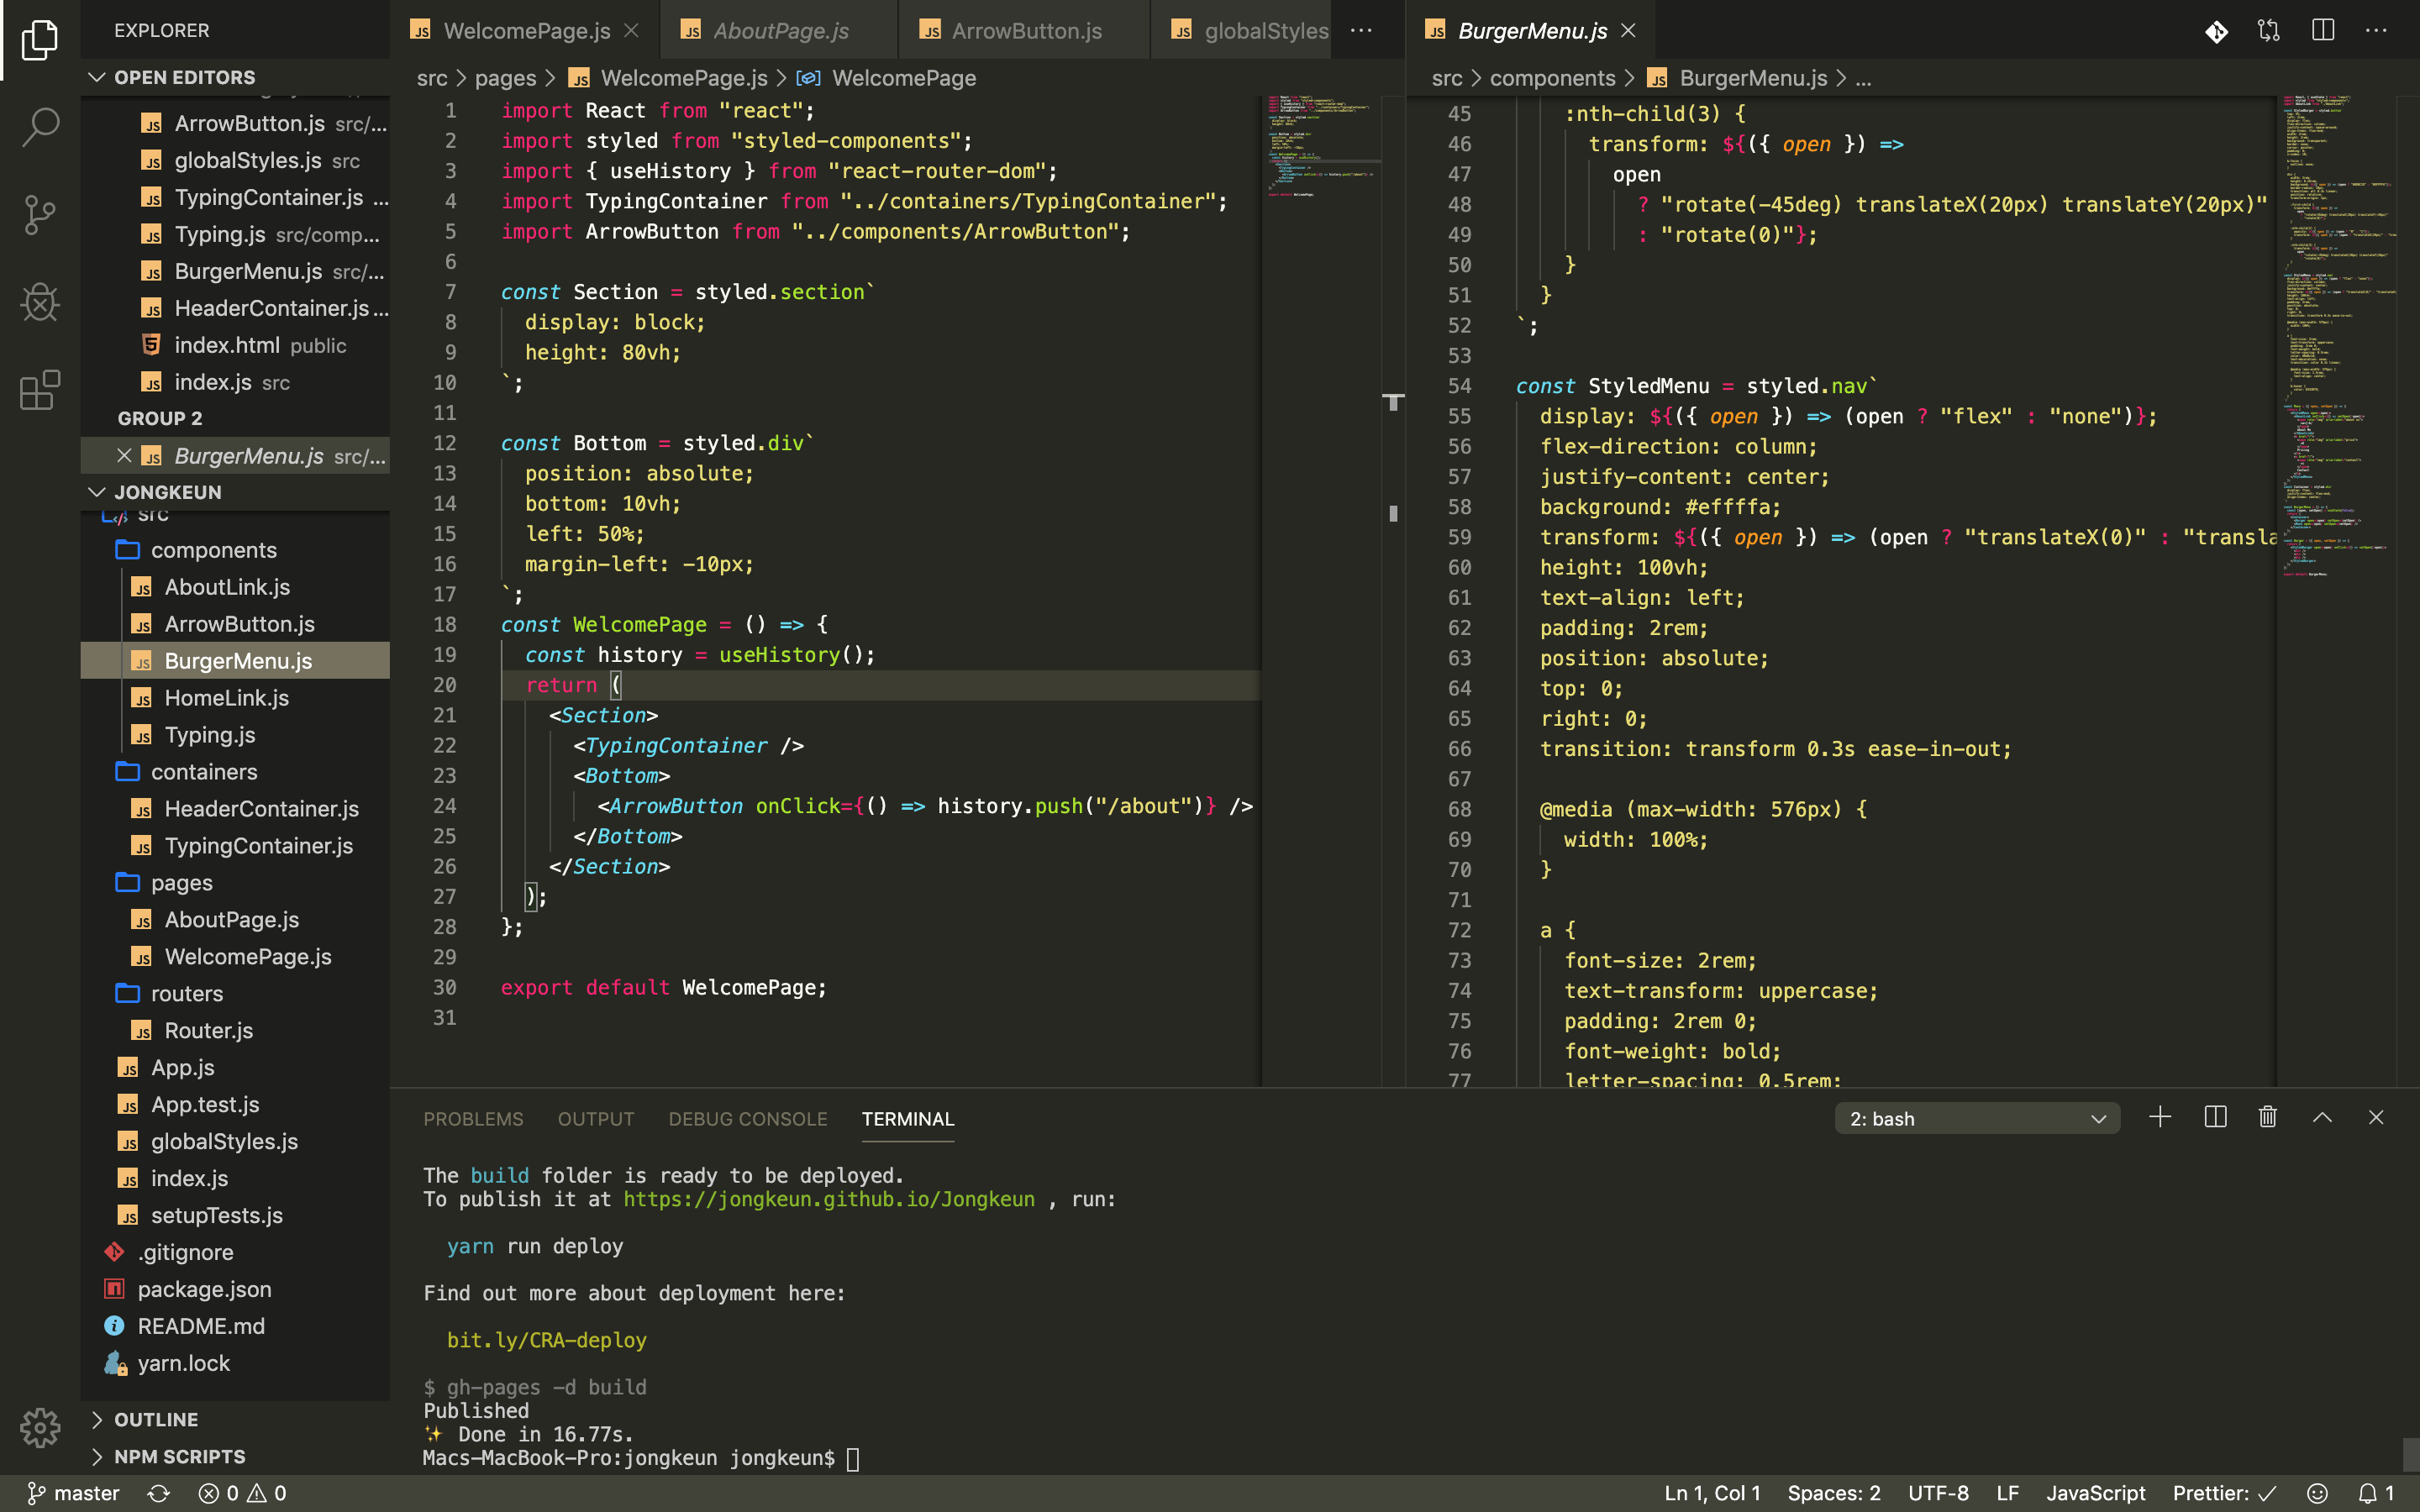 EXPLORER
OPEN EDITORS
ArrowButton.js src/...
globalStyles.js src
TypingContainer.js ...
Typing.js src/comp...
BurgerMenu.js src/...
HeaderContainer.js ...
index.html public
index.js src
GROUP 2
BurgerMenu.js src/...
JONGKEUN
src
components
AboutLink.js
ArrowButton.js
BurgerMenu.js
HomeLink.js
Typing.js
containers
HeaderContainer.js
TypingContainer.js
pages
AboutPage.js
WelcomePage.js
routers
Router.js
App.js
App.test.js
globalStyles.js
index.js
setupTests.js
.gitignore
package.json
README.md
yarn.lock
OUTLINE
NPM SCRIPTS
WelcomePage.js AboutPage.js ArrowButton.js globalStyles ...
src > pages > JS WelcomePage.js > WelcomePage
1 import React from "react";
2 import styled from "styled-components";
3 import { useHistory } from "react-router-dom";
4 import TypingContainer from "../containers/TypingContainer";
5 import ArrowButton from "../components/ArrowButton";
6
7 const Section = styled.section`
8 display: block;
9 height: 80vh;
10 `;
11
12 const Bottom = styled.div`
13 position: absolute;
14 bottom: 10vh;
15 left: 50%;
16 margin-left: -10px;
17 `;
18 const WelcomePage = () => {
19 const history = useHistory();
20 return (
21 <Section>
22 <TypingContainer />
23 <Bottom>
24 <ArrowButton onClick={() => history.push("/about")} />
25 </Bottom>
26 </Section>
27 );
28 };
29
30 export default WelcomePage;
31
BurgerMenu.js
src > components > JS BurgerMenu.js > ...
45 :nth-child(3) {
46 transform: ${({ open }) =>
47 open
48 ? "rotate(-45deg) translateX(20px) translateY(20px)"
49 : "rotate(0)"};
50 }
51 }
52 `;
53
54 const StyledMenu = styled.nav`
55 display: ${({ open }) => (open ? "flex" : "none")};
56 flex-direction: column;
57 justify-content: center;
58 background: #effffa;
59 transform: ${({ open }) => (open ? "translateX(0)" : "transla
60 height: 100vh;
61 text-align: left;
62 padding: 2rem;
63 position: absolute;
64 top: 0;
65 right: 0;
66 transition: transform 0.3s ease-in-out;
67
68 @media (max-width: 576px) {
69 width: 100%;
70 }
71
72 a {
73 font-size: 2rem;
74 text-transform: uppercase;
75 padding: 2rem 0;
76 font-weight: bold;
77 letter-spacing: 0.5rem;
PROBLEMS OUTPUT DEBUG CONSOLE TERMINAL 2: bash
The build folder is ready to be deployed.
To publish it at https://jongkeun.github.io/Jongkeun , run:
yarn run deploy
Find out more about deployment here:
bit.ly/CRA-deploy
$ gh-pages -d build
Published
✨ Done in 16.77s.
Macs-MacBook-Pro:jongkeun jongkeun$
master 0 0 Ln 1, Col 1 Spaces: 2 UTF-8 LF JavaScript Prettier: ✓ 1